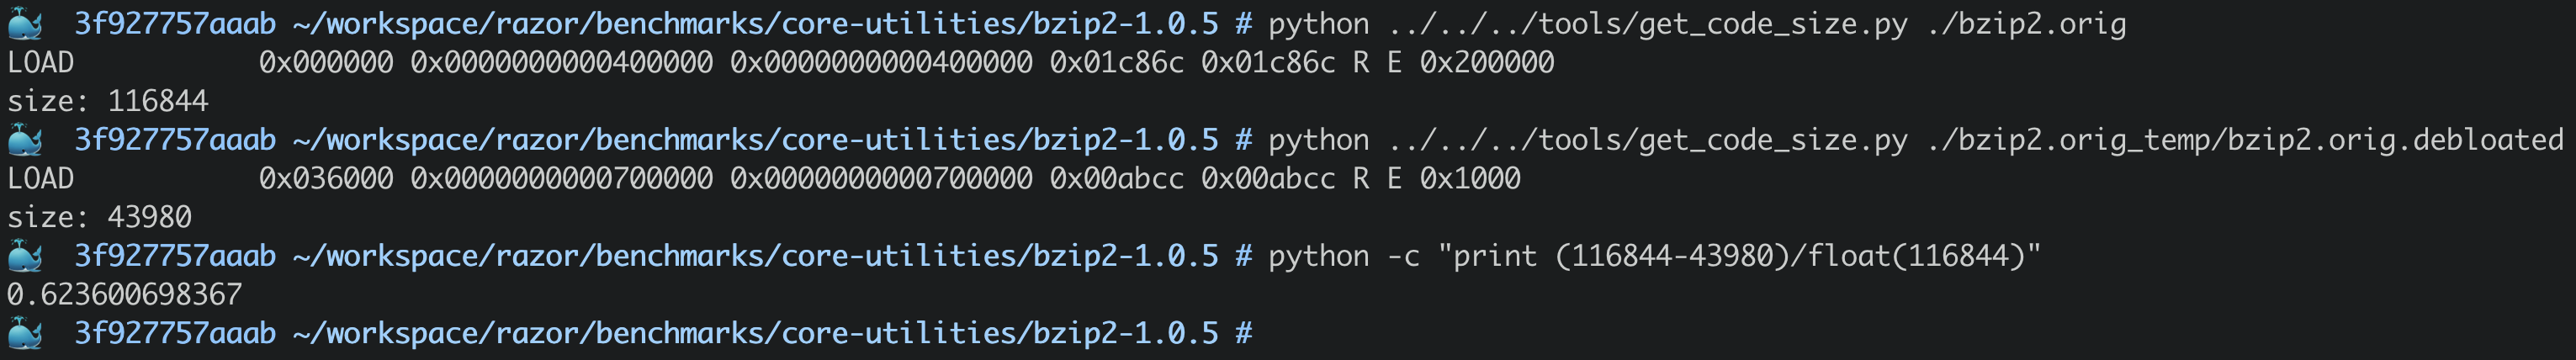 3f927757aaab ~/workspace/razor/benchmarks/core-utilities/bzip2-1.0.5 # python ../../../tools/get_code_size.py ./bzip2.orig
LOAD           0x000000 0x0000000000400000 0x0000000000400000 0x01c86c 0x01c86c R E 0x200000
size: 116844
3f927757aaab ~/workspace/razor/benchmarks/core-utilities/bzip2-1.0.5 # python ../../../tools/get_code_size.py ./bzip2.orig_temp/bzip2.orig.debloated
LOAD           0x036000 0x0000000000700000 0x0000000000700000 0x00abcc 0x00abcc R E 0x1000
size: 43980
3f927757aaab ~/workspace/razor/benchmarks/core-utilities/bzip2-1.0.5 # python -c "print (116844-43980)/float(116844)"
0.623600698367
3f927757aaab ~/workspace/razor/benchmarks/core-utilities/bzip2-1.0.5 #